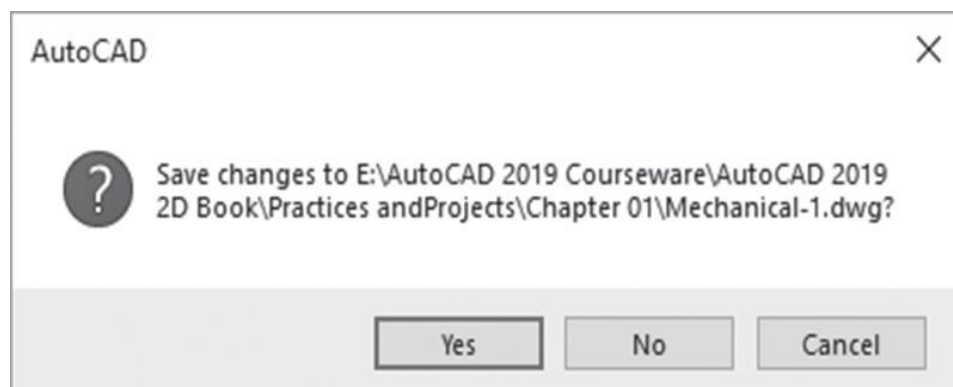 AutoCAD
Save changes to E:\AutoCAD 2019 Courseware\AutoCAD 2019
2D Book\Practices andProjects\Chapter 01\Mechanical-1.dwg?
Yes No Cancel